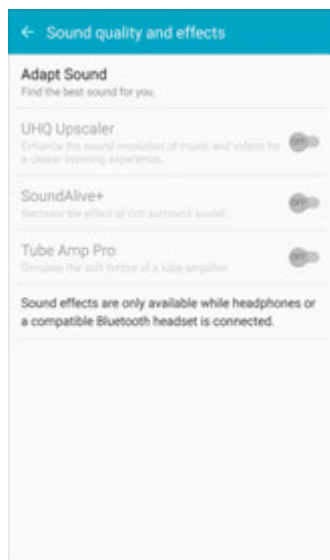 Sound quality and effects
Adapt Sound
Find the best sound for you.
UHQ Upscaler
Enhance the sound resolution of music and videos for
a clearer listening experience.
OFF
SoundAlive+
Recreate the effect of rich surround sound.
OFF
Tube Amp Pro
Simulate the soft timbre of a tube amplifier.
OFF
Sound effects are only available while headphones or
a compatible Bluetooth headset is connected.